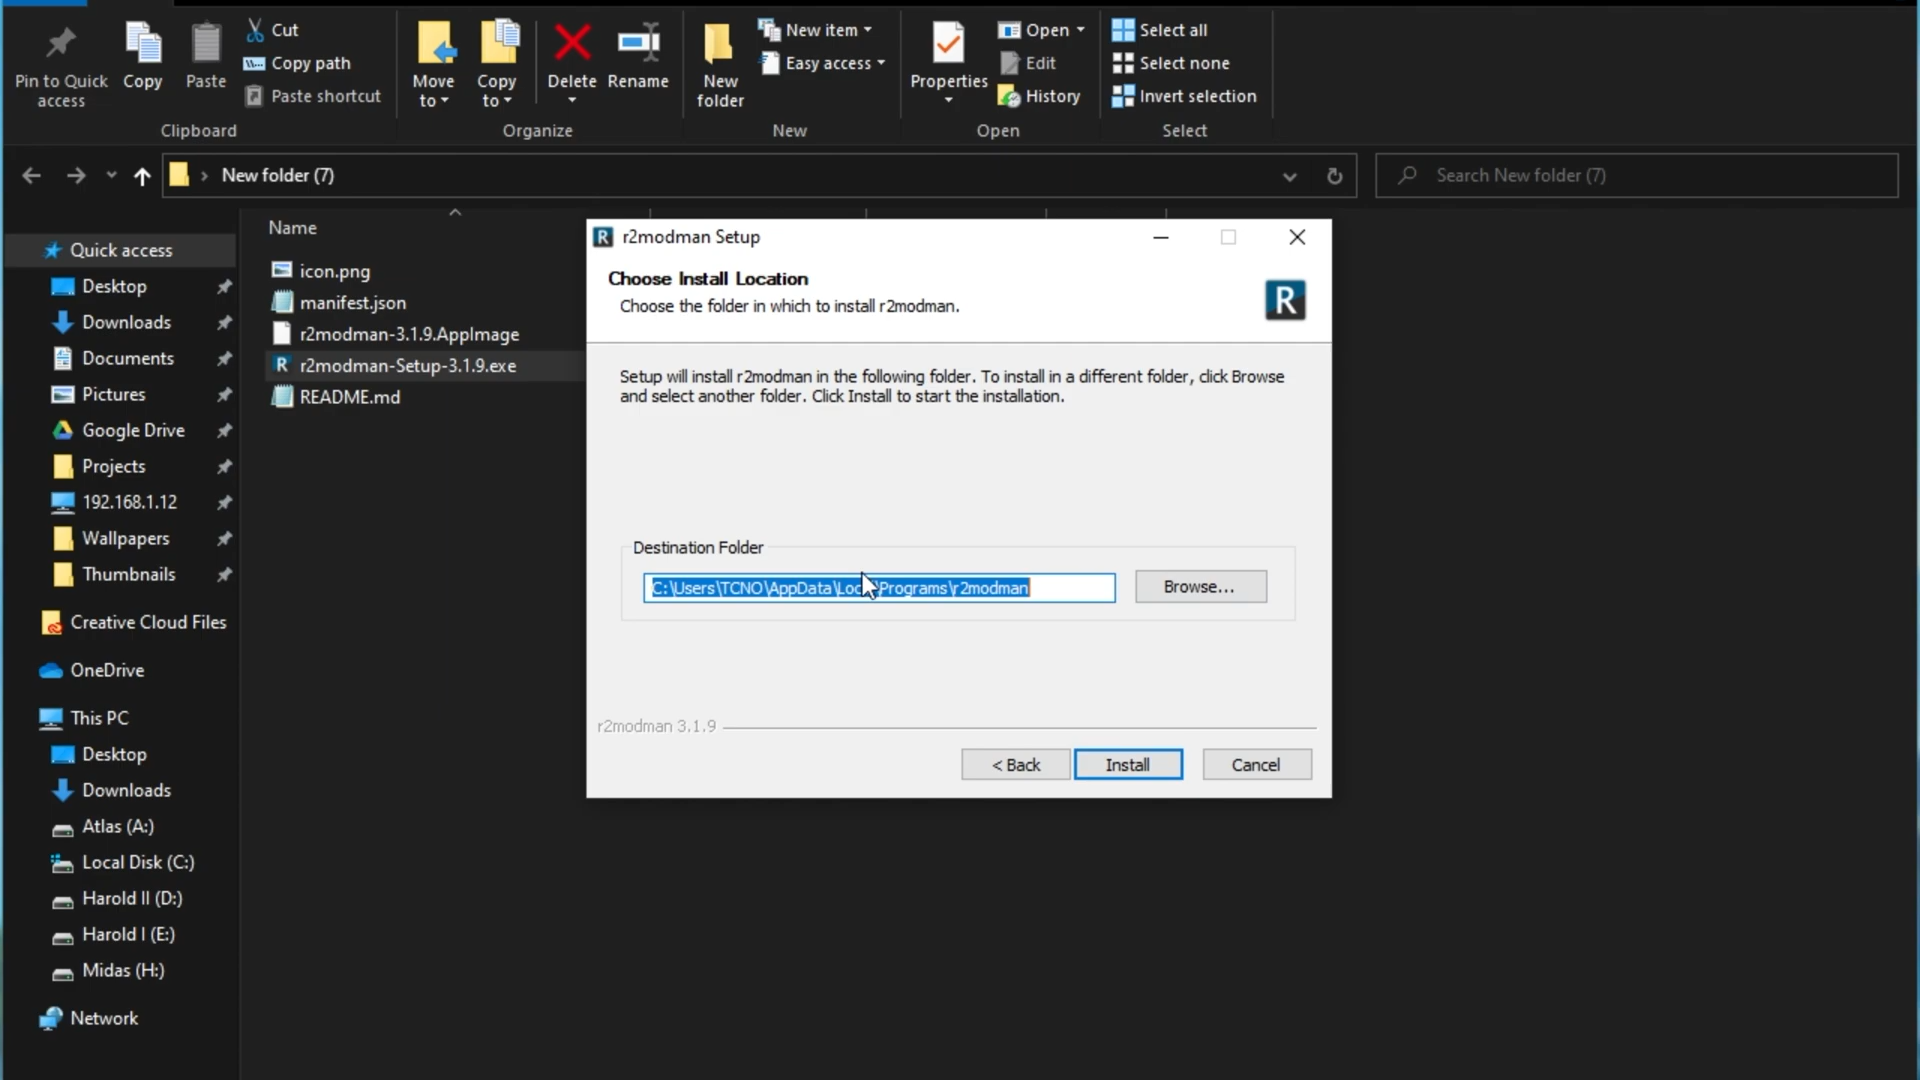 Pin to Quick access
Copy
Paste
Cut
Copy path
Paste shortcut
Clipboard
Move to
Copy to
Delete
Rename
Organize
New folder
New item
Easy access
New
Properties
Open
Edit
History
Open
Select all
Select none
Invert selection
Select
New folder (7)
Search New folder (7)
Name
Quick access
Desktop
Downloads
Documents
Pictures
Google Drive
Projects
192.168.1.12
Wallpapers
Thumbnails
Creative Cloud Files
OneDrive
This PC
Desktop
Downloads
Atlas (A:)
Local Disk (C:)
Harold II (D:)
Harold I (E:)
Midas (H:)
Network
icon.png
manifest.json
r2modman-3.1.9.AppImage
r2modman-Setup-3.1.9.exe
README.md
R r2modman Setup
Choose Install Location
Choose the folder in which to install r2modman.
R
Setup will install r2modman in the following folder. To install in a different folder, click Browse
and select another folder. Click Install to start the installation.
Destination Folder
C:\Users\TCNO\AppData\Local\Programs\r2modman
Browse...
r2modman 3.1.9
< Back
Install
Cancel